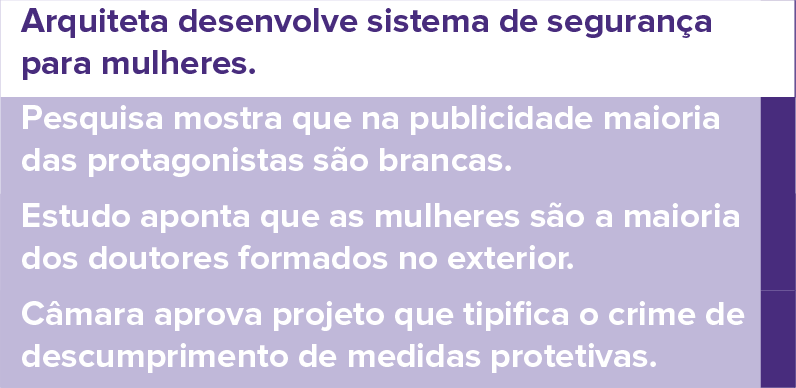 Arquiteta desenvolve sistema de segurança
para mulheres.
Pesquisa mostra que na publicidade maioria
das protagonistas são brancas.
Estudo aponta que as mulheres são a maioria
dos doutores formados no exterior.
Câmara aprova projeto que tipifica o crime de
descumprimento de medidas protetivas.